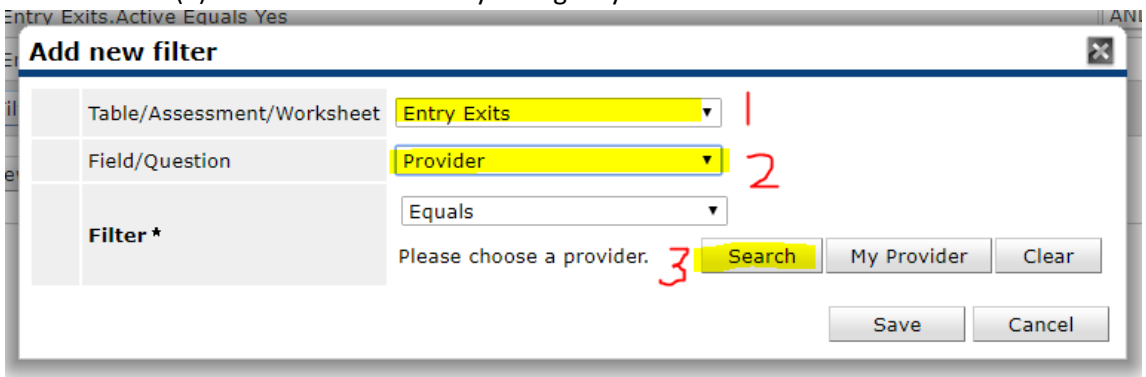 Entry Exits.Active Equals Yes AND
Add new filter
Table/Assessment/Worksheet Entry Exits 1
Field/Question Provider 2
Equals
Filter*
Please choose a provider. 3 Search My Provider Clear
Save Cancel